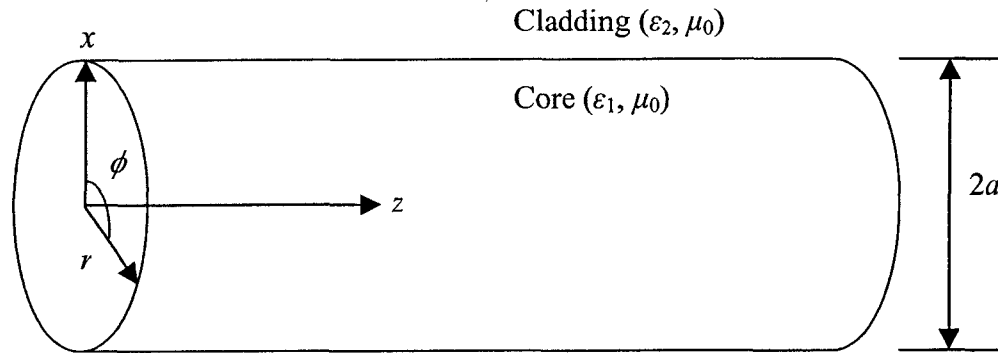 Cladding (ε₂, μ₀)
x
Core (ε₁, μ₀)
ϕ
z
2a
r